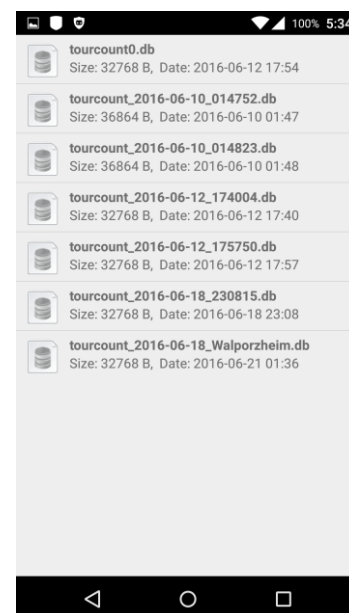 100% 5:34
tourcount0.db
Size: 32768 B, Date: 2016-06-12 17:54
tourcount_2016-06-10_014752.db
Size: 36864 B, Date: 2016-06-10 01:47
tourcount_2016-06-10_014823.db
Size: 36864 B, Date: 2016-06-10 01:48
tourcount_2016-06-12_174004.db
Size: 32768 B, Date: 2016-06-12 17:40
tourcount_2016-06-12_175750.db
Size: 32768 B, Date: 2016-06-12 17:57
tourcount_2016-06-18_230815.db
Size: 32768 B, Date: 2016-06-18 23:08
tourcount_2016-06-18_Walporzheim.db
Size: 32768 B, Date: 2016-06-21 01:36